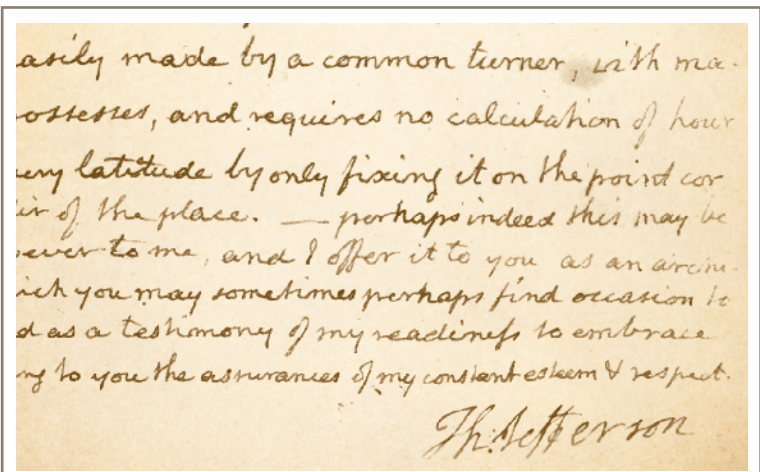 asily made by a common turner, with ma-
ossesses, and requires no calculation of hour
ery latitude by only fixing it on the point cor
of the place. — perhaps indeed this may be
ever to me, and I offer it to you as an archi-
ich you may sometimes perhaps find occasion to
d as a testimony of my readiness to embrace
ng to you the assurances of my constant esteem & respect.
Th: Jefferson